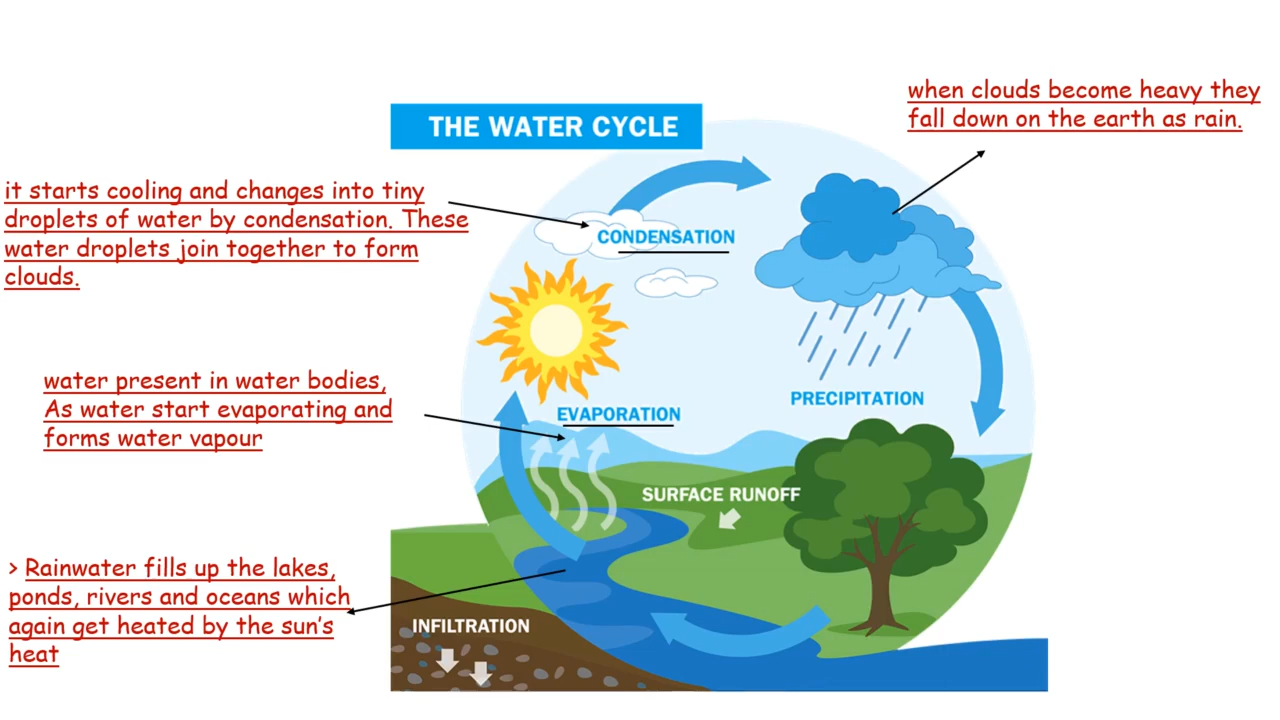 when clouds become heavy they
fall down on the earth as rain.
THE WATER CYCLE
it starts cooling and changes into tiny
droplets of water by condensation. These
water droplets join together to form
clouds.
CONDENSATION
water present in water bodies,
As water start evaporating and
forms water vapour
EVAPORATION
PRECIPITATION
SURFACE RUNOFF
> Rainwater fills up the lakes,
ponds, rivers and oceans which
again get heated by the sun's
heat
INFILTRATION